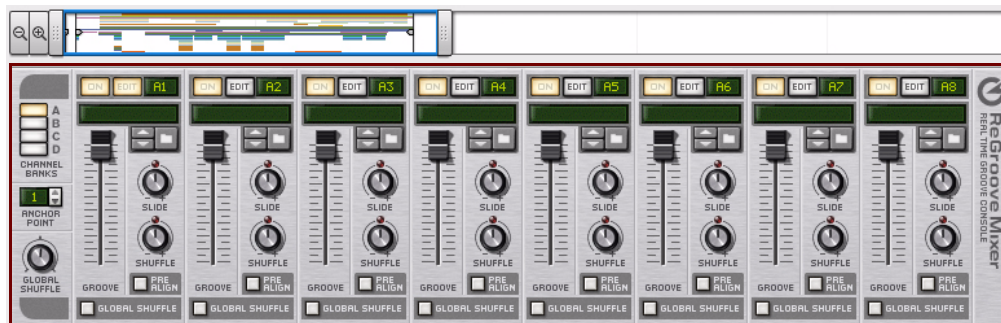 ON EDIT A1 ON EDIT A2 ON EDIT A3 ON EDIT A4 ON EDIT A5 ON EDIT A6 ON EDIT A7 ON EDIT A8
A
B
C
D
CHANNEL
BANKS
1
ANCHOR
POINT
GLOBAL
SHUFFLE
SLIDE SLIDE SLIDE SLIDE SLIDE SLIDE SLIDE SLIDE
SHUFFLE SHUFFLE SHUFFLE SHUFFLE SHUFFLE SHUFFLE SHUFFLE SHUFFLE
GROOVE PRE ALIGN GROOVE PRE ALIGN GROOVE PRE ALIGN GROOVE PRE ALIGN GROOVE PRE ALIGN GROOVE PRE ALIGN GROOVE PRE ALIGN GROOVE PRE ALIGN
GLOBAL SHUFFLE GLOBAL SHUFFLE GLOBAL SHUFFLE GLOBAL SHUFFLE GLOBAL SHUFFLE GLOBAL SHUFFLE GLOBAL SHUFFLE GLOBAL SHUFFLE
ReGroove Mixer
REAL TIME GROOVE CONSOLE